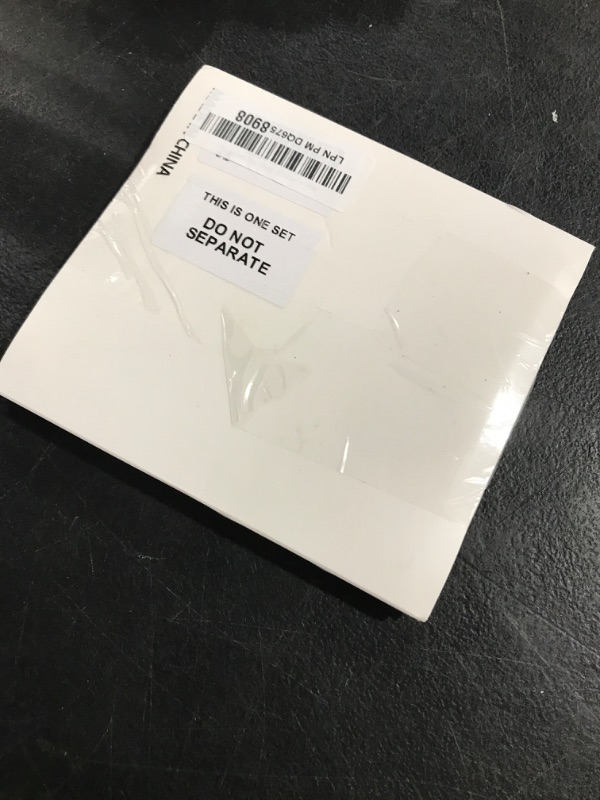 LPN PM DQ675 8908
CHINA
THIS IS ONE SET
DO NOT
SEPARATE